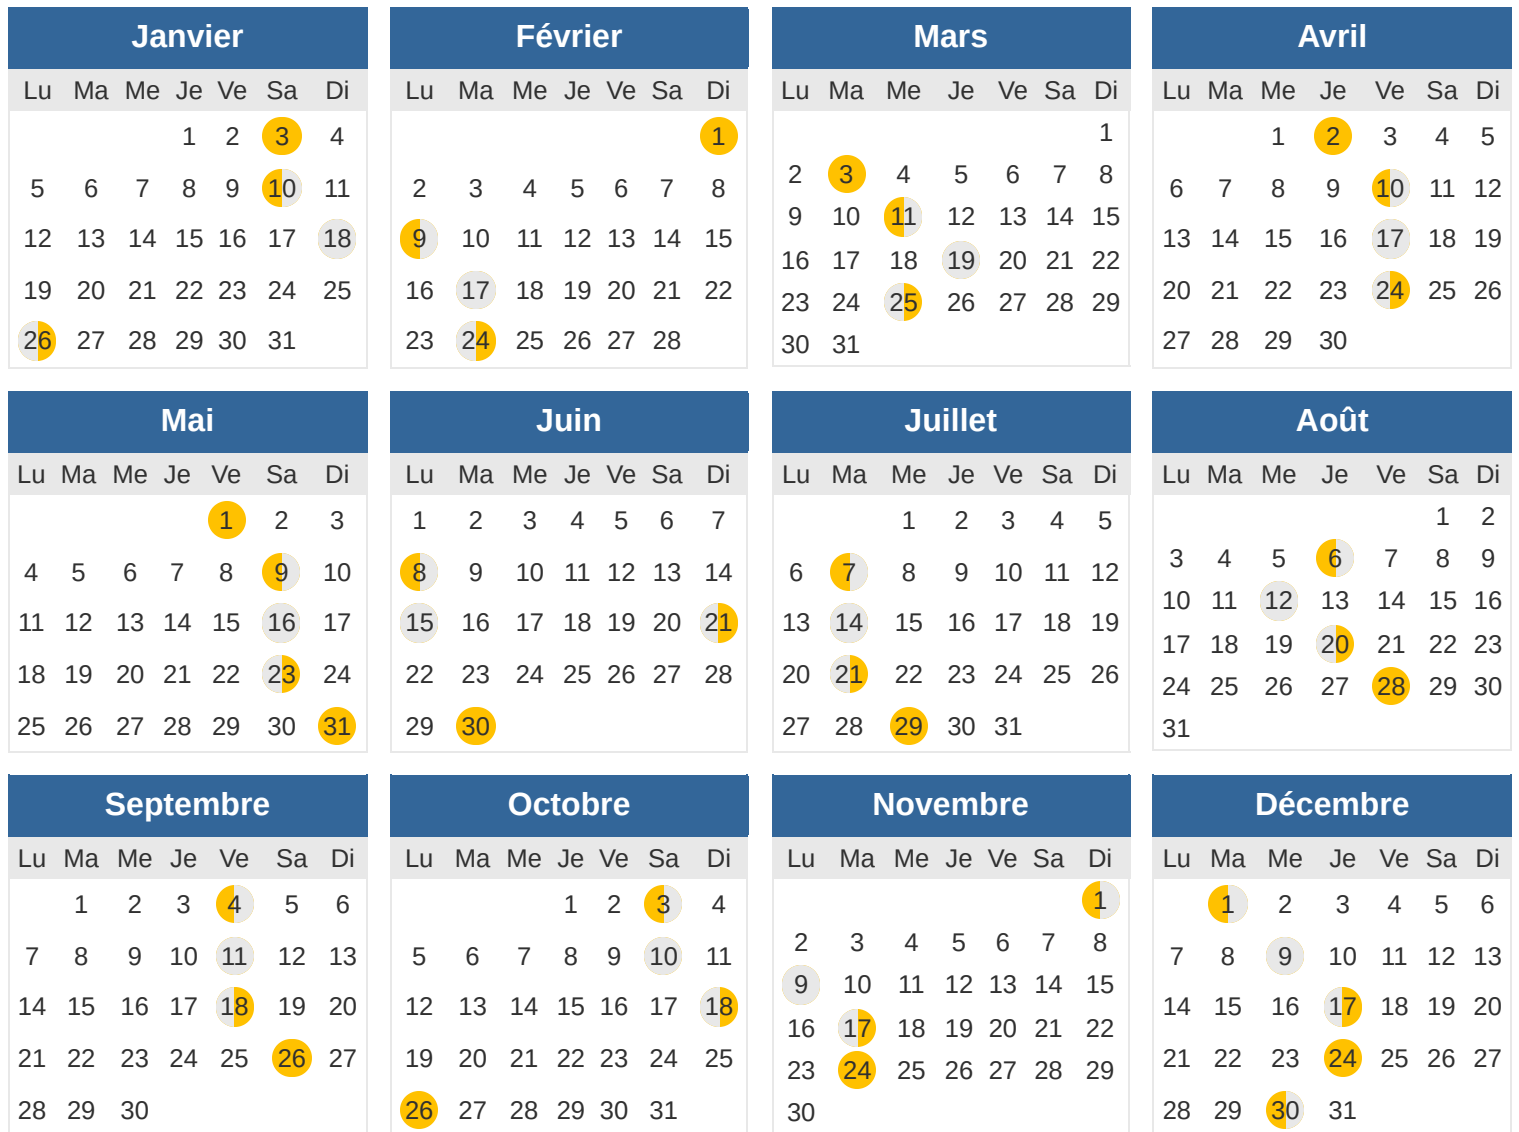 Janvier
Lu Ma Me Je Ve Sa Di
1 2 3 4
5 6 7 8 9 10 11
12 13 14 15 16 17 18
19 20 21 22 23 24 25
26 27 28 29 30 31
Février
Lu Ma Me Je Ve Sa Di
1
2 3 4 5 6 7 8
9 10 11 12 13 14 15
16 17 18 19 20 21 22
23 24 25 26 27 28
Mars
Lu Ma Me Je Ve Sa Di
1
2 3 4 5 6 7 8
9 10 11 12 13 14 15
16 17 18 19 20 21 22
23 24 25 26 27 28 29
30 31
Avril
Lu Ma Me Je Ve Sa Di
1 2 3 4 5
6 7 8 9 10 11 12
13 14 15 16 17 18 19
20 21 22 23 24 25 26
27 28 29 30
Mai
Lu Ma Me Je Ve Sa Di
1 2 3
4 5 6 7 8 9 10
11 12 13 14 15 16 17
18 19 20 21 22 23 24
25 26 27 28 29 30 31
Juin
Lu Ma Me Je Ve Sa Di
1 2 3 4 5 6 7
8 9 10 11 12 13 14
15 16 17 18 19 20 21
22 23 24 25 26 27 28
29 30
Juillet
Lu Ma Me Je Ve Sa Di
1 2 3 4 5
6 7 8 9 10 11 12
13 14 15 16 17 18 19
20 21 22 23 24 25 26
27 28 29 30 31
Août
Lu Ma Me Je Ve Sa Di
1 2
3 4 5 6 7 8 9
10 11 12 13 14 15 16
17 18 19 20 21 22 23
24 25 26 27 28 29 30
31
Septembre
Lu Ma Me Je Ve Sa Di
1 2 3 4 5 6
7 8 9 10 11 12 13
14 15 16 17 18 19 20
21 22 23 24 25 26 27
28 29 30
Octobre
Lu Ma Me Je Ve Sa Di
1 2 3 4
5 6 7 8 9 10 11
12 13 14 15 16 17 18
19 20 21 22 23 24 25
26 27 28 29 30 31
Novembre
Lu Ma Me Je Ve Sa Di
1
2 3 4 5 6 7 8
9 10 11 12 13 14 15
16 17 18 19 20 21 22
23 24 25 26 27 28 29
30
Décembre
Lu Ma Me Je Ve Sa Di
1 2 3 4 5 6
7 8 9 10 11 12 13
14 15 16 17 18 19 20
21 22 23 24 25 26 27
28 29 30 31